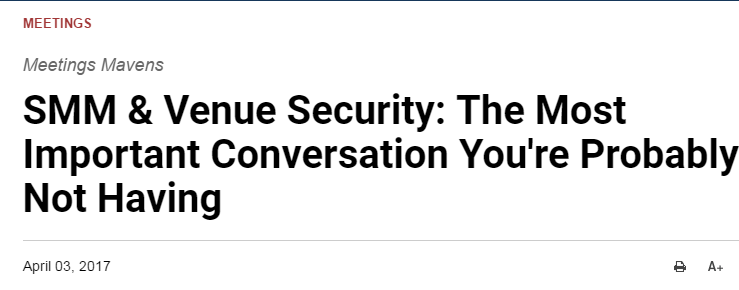 MEETINGS
Meetings Mavens
SMM & Venue Security: The Most
Important Conversation You're Probably
Not Having
April 03, 2017
A+